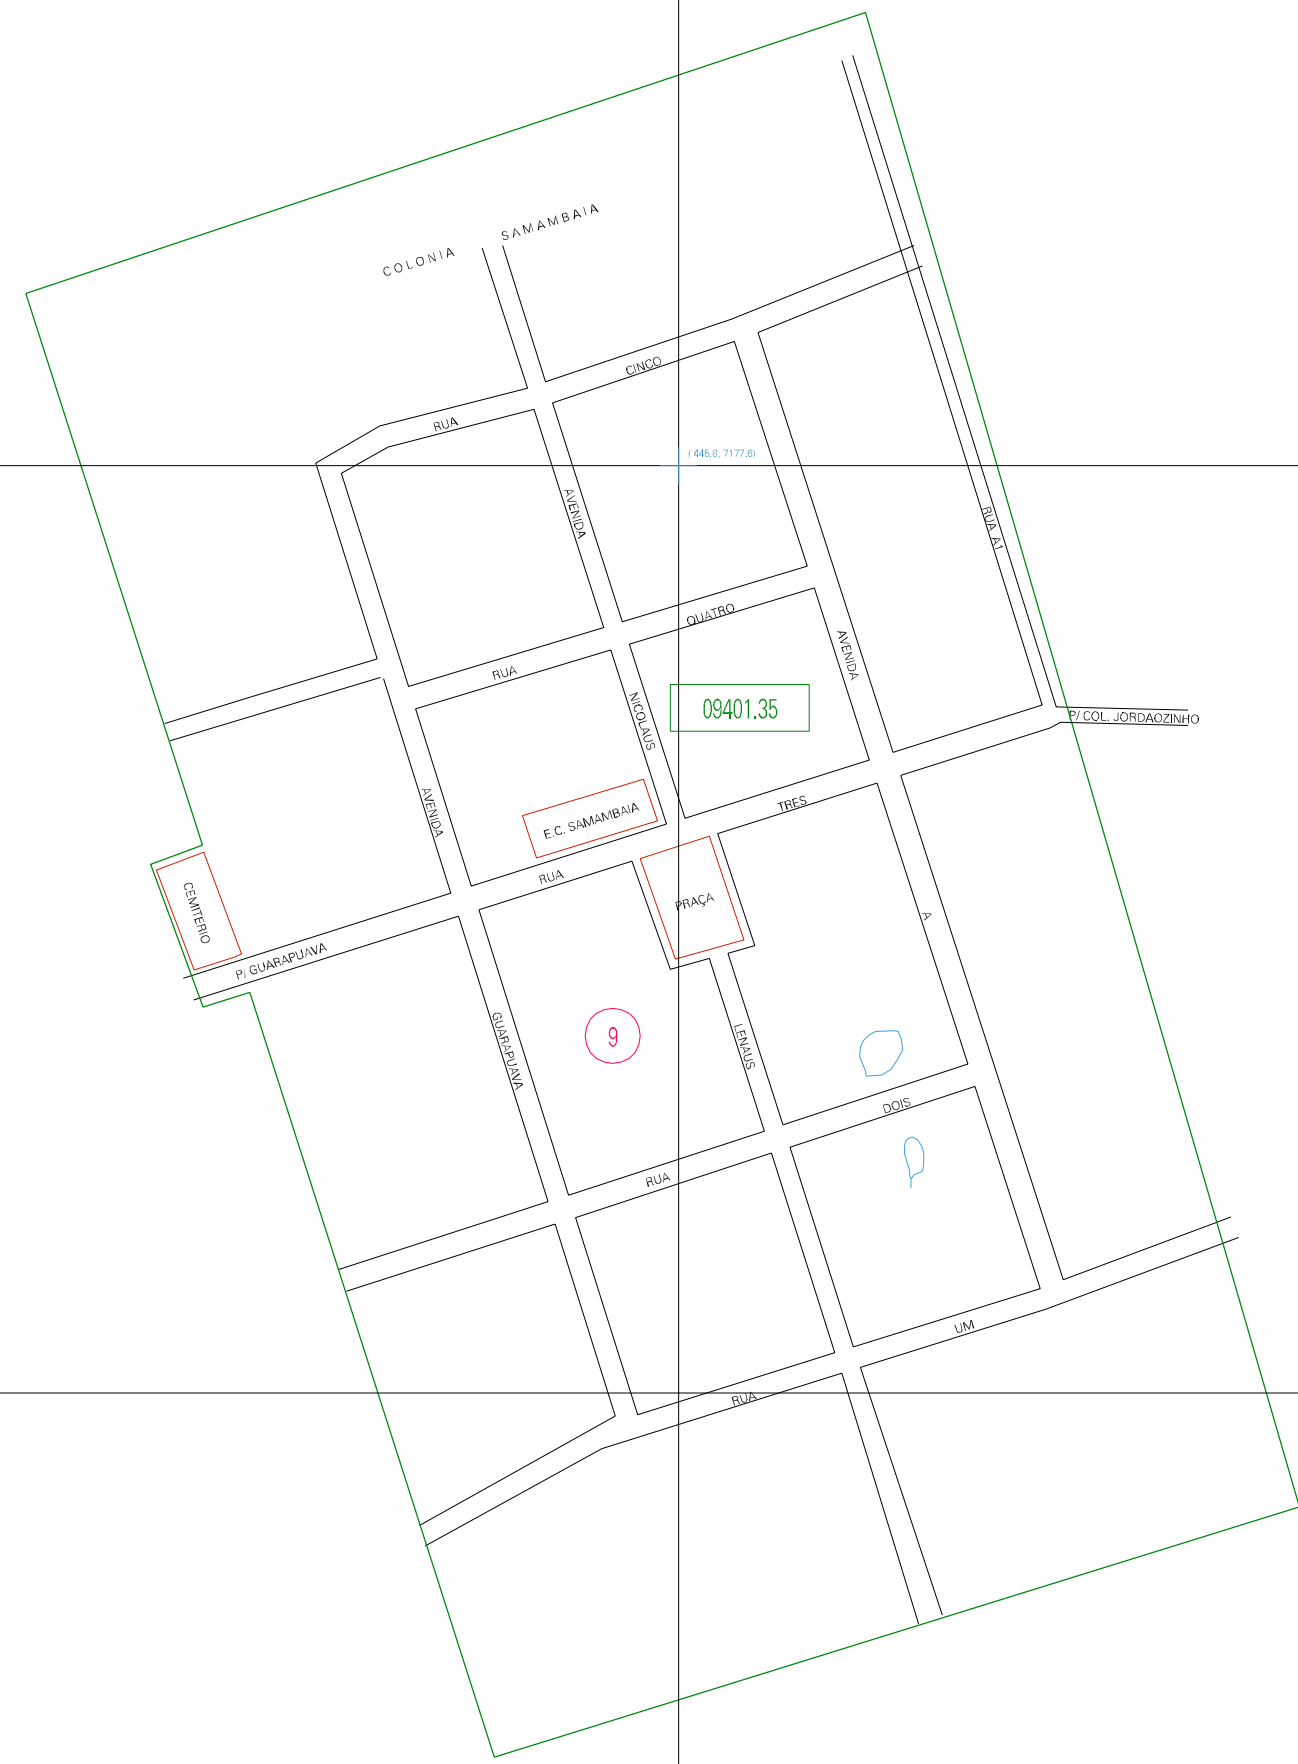 COLONIA SAMAMBAIA
RUA CINCO
( 445.8, 7177.6)
AVENIDA
RUA A1
RUA QUATRO
AVENIDA
NICOLAUS
09401.35
P/ COL. JORDAOZINHO
AVENIDA
E.C. SAMAMBAIA
RUA TRES
CEMITERIO
PRAÇA
A
P/ GUARAPUAVA
GUARAPUAVA
9
LENAUS
RUA DOIS
RUA UM